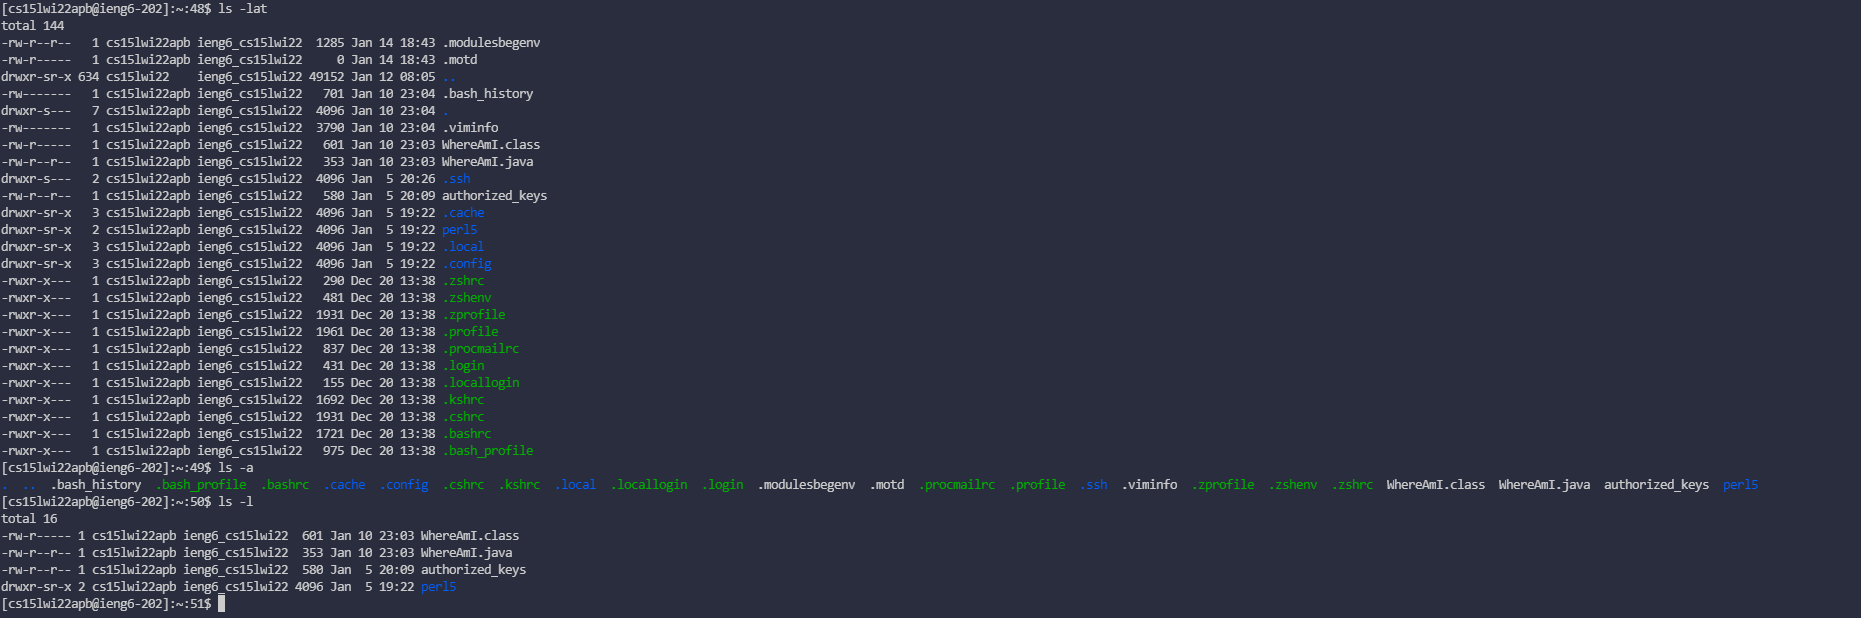 [cs15lwi22apb@ieng6-202]:~:48$ ls -lat
total 144
-rw-r--r--   1 cs15lwi22apb ieng6_cs15lwi22  1285 Jan 14 18:43 .modulesbegenv
-rw-r-----   1 cs15lwi22apb ieng6_cs15lwi22     0 Jan 14 18:43 .motd
drwxr-sr-x 634 cs15lwi22    ieng6_cs15lwi22 49152 Jan 12 08:05 ..
-rw-------   1 cs15lwi22apb ieng6_cs15lwi22   701 Jan 10 23:04 .bash_history
drwxr-s---   7 cs15lwi22apb ieng6_cs15lwi22  4096 Jan 10 23:04 .
-rw-------   1 cs15lwi22apb ieng6_cs15lwi22  3790 Jan 10 23:04 .viminfo
-rw-r-----   1 cs15lwi22apb ieng6_cs15lwi22   601 Jan 10 23:03 WhereAmI.class
-rw-r--r--   1 cs15lwi22apb ieng6_cs15lwi22   353 Jan 10 23:03 WhereAmI.java
drwxr-s---   2 cs15lwi22apb ieng6_cs15lwi22  4096 Jan  5 20:26 .ssh
-rw-r--r--   1 cs15lwi22apb ieng6_cs15lwi22   580 Jan  5 20:09 authorized_keys
drwxr-sr-x   3 cs15lwi22apb ieng6_cs15lwi22  4096 Jan  5 19:22 .cache
drwxr-sr-x   2 cs15lwi22apb ieng6_cs15lwi22  4096 Jan  5 19:22 perl5
drwxr-sr-x   3 cs15lwi22apb ieng6_cs15lwi22  4096 Jan  5 19:22 .local
drwxr-sr-x   3 cs15lwi22apb ieng6_cs15lwi22  4096 Jan  5 19:22 .config
-rwxr-x---   1 cs15lwi22apb ieng6_cs15lwi22   290 Dec 20 13:38 .zshrc
-rwxr-x---   1 cs15lwi22apb ieng6_cs15lwi22   481 Dec 20 13:38 .zshenv
-rwxr-x---   1 cs15lwi22apb ieng6_cs15lwi22  1931 Dec 20 13:38 .zprofile
-rwxr-x---   1 cs15lwi22apb ieng6_cs15lwi22  1961 Dec 20 13:38 .profile
-rwxr-x---   1 cs15lwi22apb ieng6_cs15lwi22   837 Dec 20 13:38 .procmailrc
-rwxr-x---   1 cs15lwi22apb ieng6_cs15lwi22   431 Dec 20 13:38 .login
-rwxr-x---   1 cs15lwi22apb ieng6_cs15lwi22   155 Dec 20 13:38 .locallogin
-rwxr-x---   1 cs15lwi22apb ieng6_cs15lwi22  1692 Dec 20 13:38 .kshrc
-rwxr-x---   1 cs15lwi22apb ieng6_cs15lwi22  1931 Dec 20 13:38 .cshrc
-rwxr-x---   1 cs15lwi22apb ieng6_cs15lwi22  1721 Dec 20 13:38 .bashrc
-rwxr-x---   1 cs15lwi22apb ieng6_cs15lwi22   975 Dec 20 13:38 .bash_profile
[cs15lwi22apb@ieng6-202]:~:49$ ls -a
.  ..  .bash_history  .bash_profile  .bashrc  .cache  .config  .cshrc  .kshrc  .local  .locallogin  .login  .modulesbegenv  .motd  .procmailrc  .profile  .ssh  .viminfo  .zprofile  .zshenv  .zshrc  WhereAmI.class  WhereAmI.java  authorized_keys  perl5
[cs15lwi22apb@ieng6-202]:~:50$ ls -l
total 16
-rw-r----- 1 cs15lwi22apb ieng6_cs15lwi22  601 Jan 10 23:03 WhereAmI.class
-rw-r--r-- 1 cs15lwi22apb ieng6_cs15lwi22  353 Jan 10 23:03 WhereAmI.java
-rw-r--r-- 1 cs15lwi22apb ieng6_cs15lwi22  580 Jan  5 20:09 authorized_keys
drwxr-sr-x 2 cs15lwi22apb ieng6_cs15lwi22 4096 Jan  5 19:22 perl5
[cs15lwi22apb@ieng6-202]:~:51$